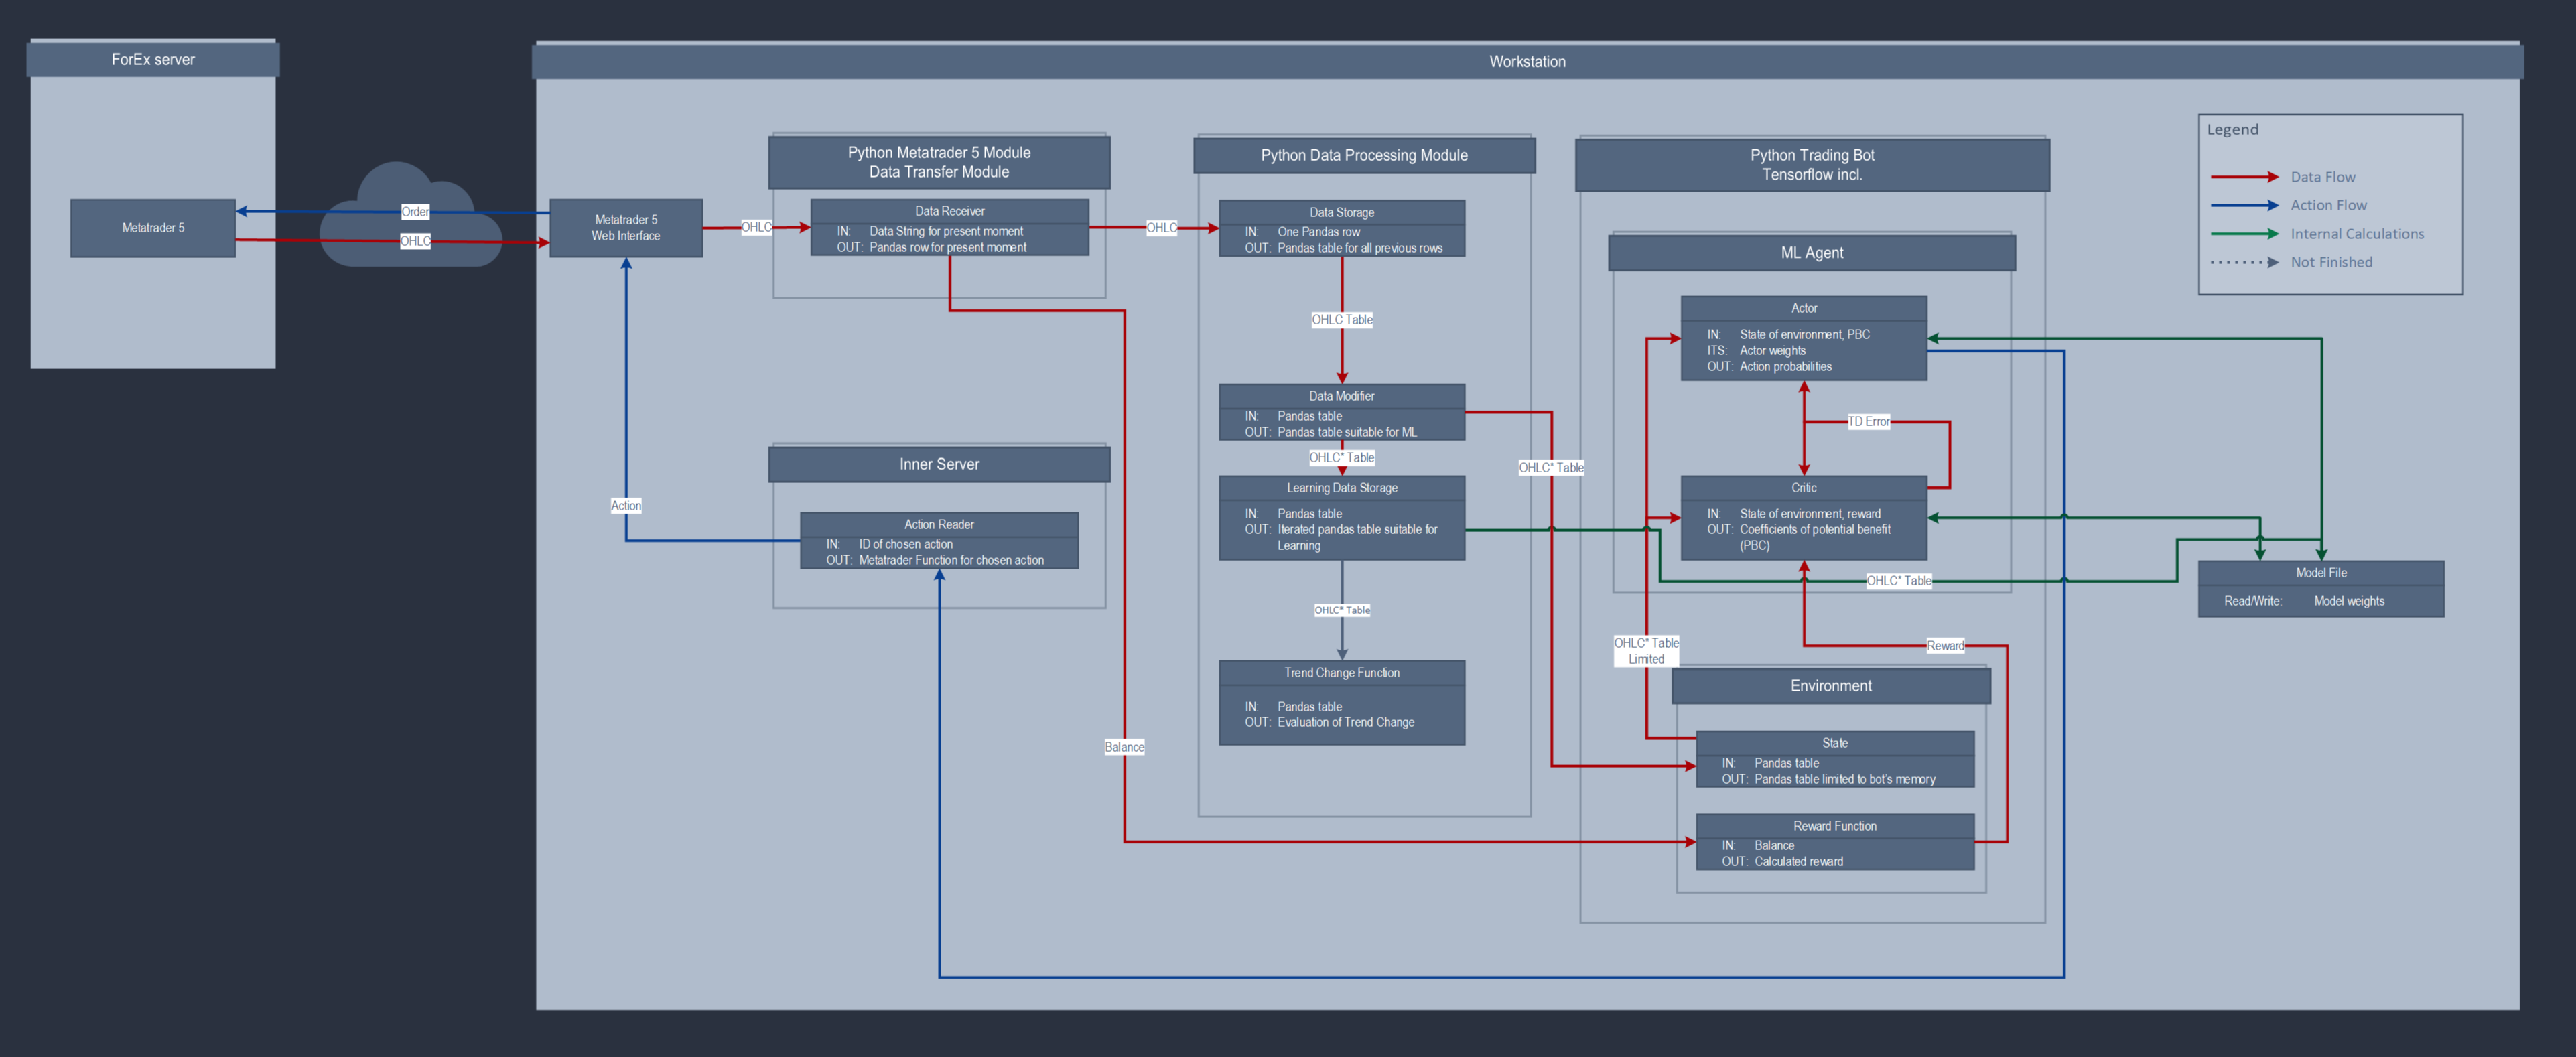 ForEx server
Metatrader 5
Order
OHLC
Workstation
Metatrader 5
Web Interface
OHLC
Python Metatrader 5 Module
Data Transfer Module
Data Receiver
IN: Data String for present moment
OUT: Pandas row for present moment
OHLC
Inner Server
Action Reader
IN: ID of chosen action
OUT: Metatrader Function for chosen action
Action
Balance
Python Data Processing Module
Data Storage
IN: One Pandas row
OUT: Pandas table for all previous rows
OHLC Table
Data Modifier
IN: Pandas table
OUT: Pandas table suitable for ML
OHLC* Table
Learning Data Storage
IN: Pandas table
OUT: Iterated pandas table suitable for
Learning
OHLC* Table
Trend Change Function
IN: Pandas table
OUT: Evaluation of Trend Change
OHLC* Table
Python Trading Bot
Tensorflow incl.
ML Agent
Actor
IN: State of environment, PBC
ITS: Actor weights
OUT: Action probabilities
TD Error
Critic
IN: State of environment, reward
OUT: Coefficients of potential benefit
(PBC)
OHLC* Table
OHLC* Table
Limited
Reward
Environment
State
IN: Pandas table
OUT: Pandas table limited to bot's memory
Reward Function
IN: Balance
OUT: Calculated reward
Legend
Data Flow
Action Flow
Internal Calculations
Not Finished
Model File
Read/Write: Model weights